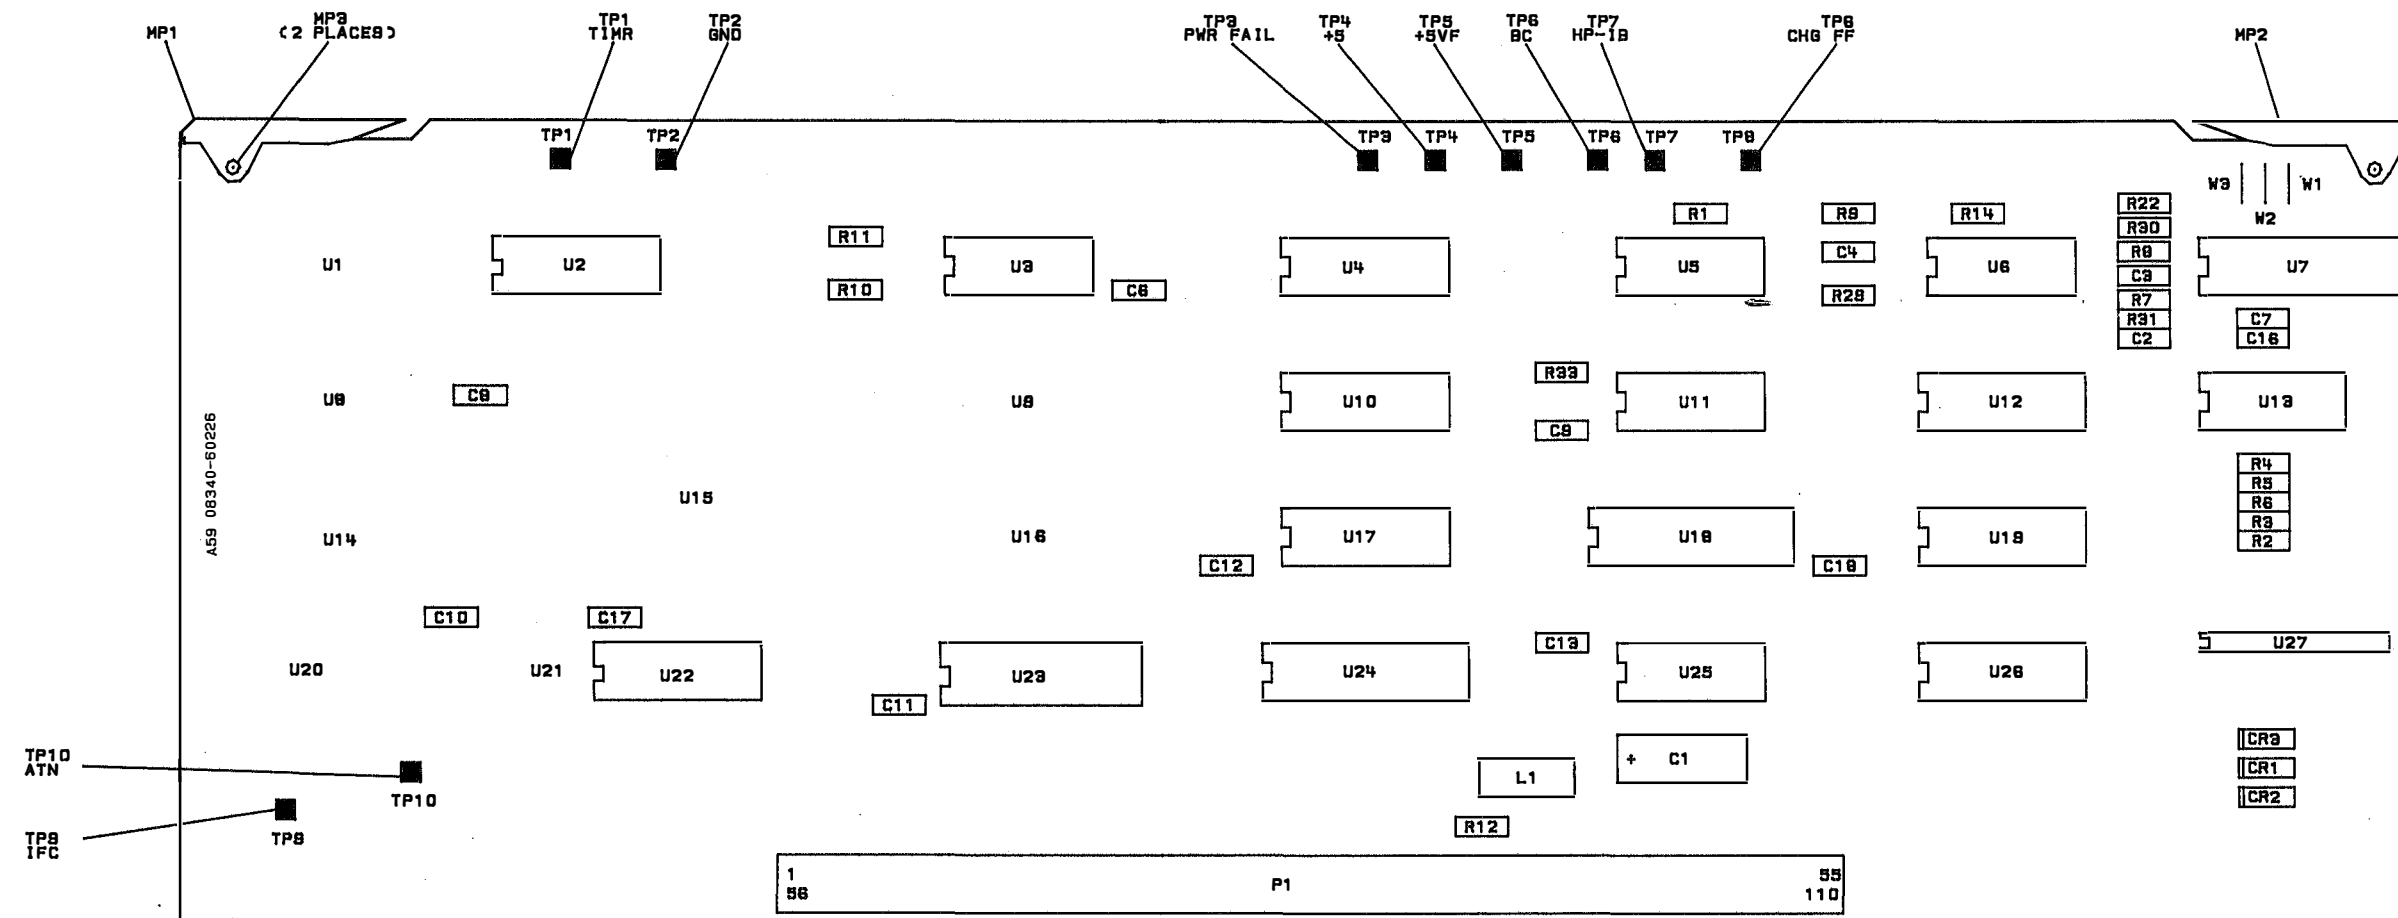 MP1
MP3
(2 PLACES)
TP1
TIMR
TP2
GND
TP3
PWR FAIL
TP4
+5
TP5
+5VF
TP6
BC
TP7
HP-IB
TP8
CHG FF
MP2
TP1
TP2
TP3
TP4
TP5
TP6
TP7
TP8
W3
W1
W2
R1
R9
R14
R22
R30
R8
C3
R7
R31
C2
R11
R10
U1
U2
U3
C6
U4
U5
C4
R29
U6
U7
C7
C16
U8
C8
U9
U10
R33
C9
U11
U12
U13
A59 08340-60226
U15
U14
U16
U17
C12
U18
C18
U19
R4
R5
R6
R3
R2
C10
C17
U20
U21
U22
C11
U23
U24
C13
U25
U26
U27
TP10
ATN
TP10
TP9
IFC
TP9
L1
+ C1
R12
CR3
CR1
CR2
1
56
P1
55
110